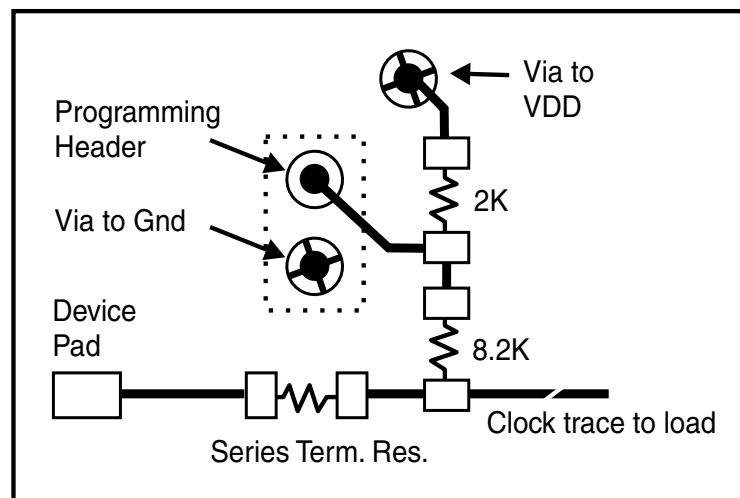 Via to
VDD
Programming
Header
2K
Via to Gnd
Device
Pad
8.2K
Clock trace to load
Series Term. Res.